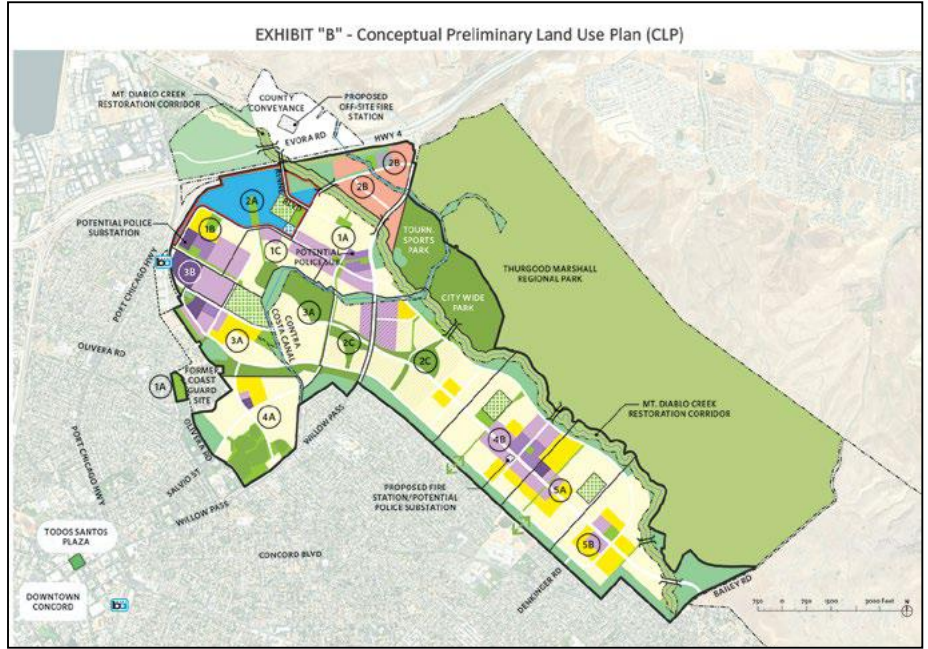 EXHIBIT "B" - Conceptual Preliminary Land Use Plan (CLP)
MT. DIABLO CREEK
RESTORATION CORRIDOR
COUNTY
CONVEYANCE
PROPOSED
OFF-SITE FIRE
STATION
EVORA RD
HWY 4
2B
2B
2A
POTENTIAL POLICE
SUBSTATION
1B
1A
1C
POTENTIAL
TOURN.
SPORTS
PARK
THURGOOD MARSHALL
REGIONAL PARK
3B
PORT CHICAGO HWY
CITY WIDE
PARK
3A
CONTRA
COSTA CANAL
3A
2C
2C
OLIVERA RD
FORMER
COAST
GUARD
SITE
1A
4A
WILLOW PASS
MT. DIABLO CREEK
RESTORATION CORRIDOR
OLIVERA RD
PORT CHICAGO HWY
4B
SALVIO ST
PROPOSED FIRE
STATION/POTENTIAL
POLICE SUBSTATION
5A
WILLOW PASS
TODOS SANTOS
PLAZA
5B
CONCORD BLVD
DENKINGER RD
BAILEY RD
DOWNTOWN
CONCORD
N